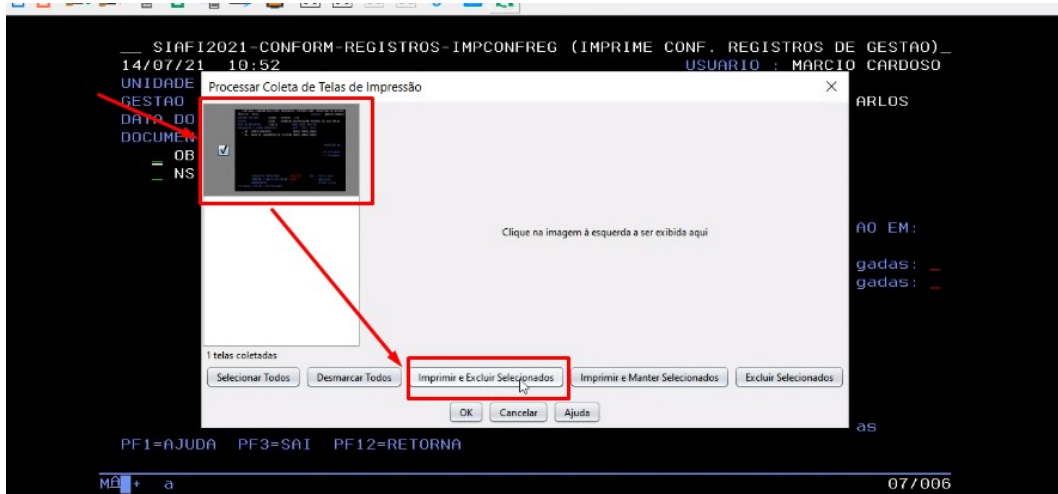 __ SIAFI2021-CONFORM-REGISTROS-IMPCONFREG (IMPRIME CONF. REGISTROS DE GESTAO)_
14/07/21 10:52 USUARIO : MARCIO CARDOSO
UNIDADE
GESTAO ARLOS
DATA DO
DOCUMEN
_ OB
_ NS
Processar Coleta de Telas de Impressão
Clique na imagem à esquerda a ser exibida aqui
AO EM:
gadas: _
gadas: _
1 telas coletadas
Selecionar Todos Desmarcar Todos Imprimir e Excluir Selecionados Imprimir e Manter Selecionados Excluir Selecionados
OK Cancelar Ajuda
as
PF1=AJUDA PF3=SAI PF12=RETORNA
MA + a 07/006